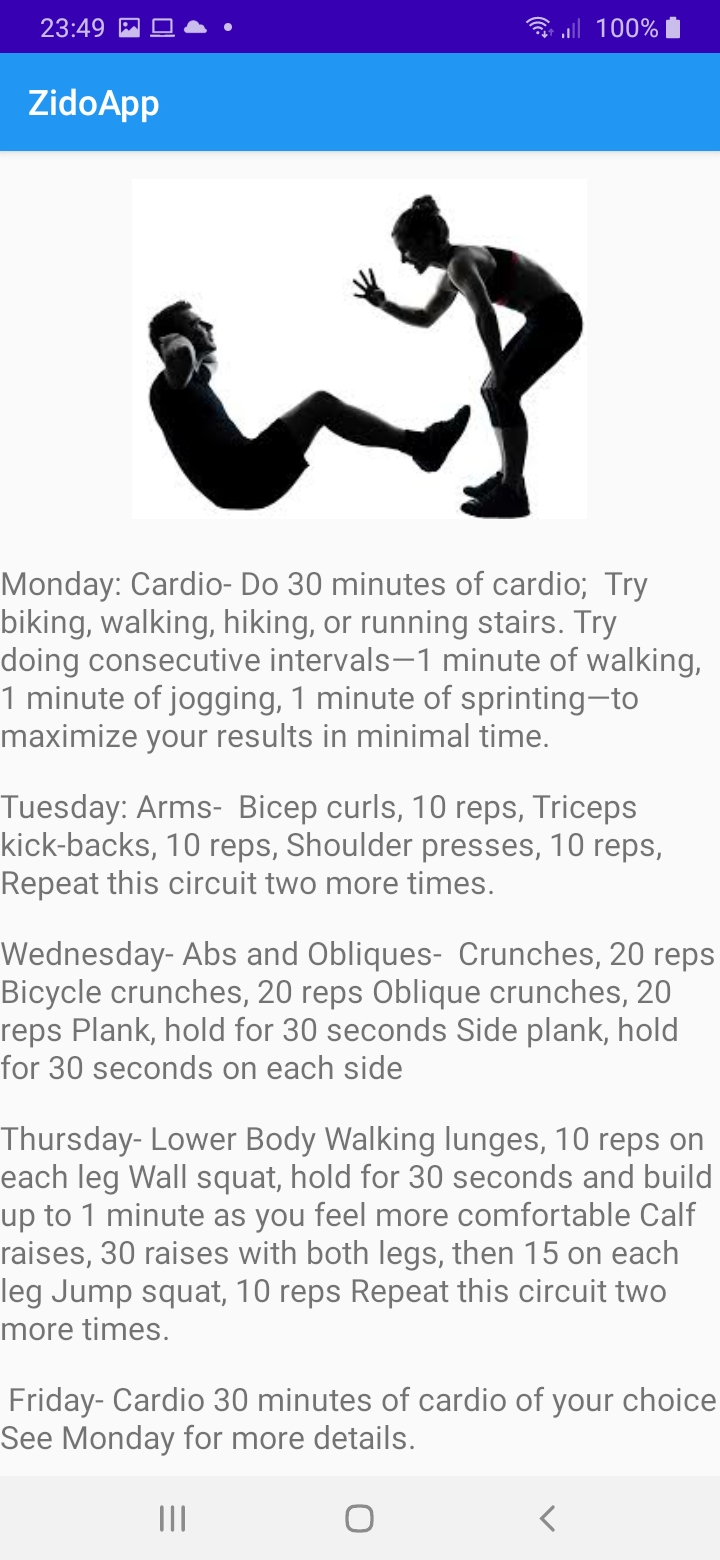 23:49 100%
ZidoApp
Monday: Cardio- Do 30 minutes of cardio;  Try
biking, walking, hiking, or running stairs. Try
doing consecutive intervals—1 minute of walking,
1 minute of jogging, 1 minute of sprinting—to
maximize your results in minimal time.
Tuesday: Arms-  Bicep curls, 10 reps, Triceps
kick-backs, 10 reps, Shoulder presses, 10 reps,
Repeat this circuit two more times.
Wednesday- Abs and Obliques-  Crunches, 20 reps
Bicycle crunches, 20 reps Oblique crunches, 20
reps Plank, hold for 30 seconds Side plank, hold
for 30 seconds on each side
Thursday- Lower Body Walking lunges, 10 reps on
each leg Wall squat, hold for 30 seconds and build
up to 1 minute as you feel more comfortable Calf
raises, 30 raises with both legs, then 15 on each
leg Jump squat, 10 reps Repeat this circuit two
more times.
Friday- Cardio 30 minutes of cardio of your choice
See Monday for more details.